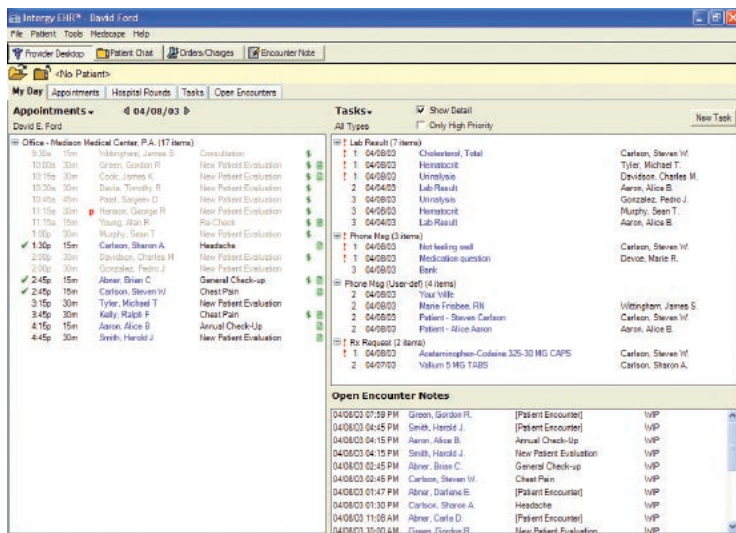 Intergy EHR* - David Ford
File Patient Tools Medscape Help
Provider Desktop Patient Chart Orders/Charges Encounter Note
<No Patient>
My Day Appointments Hospital Rounds Tasks Open Encounters
Appointments 04/08/03
David E. Ford
Office - Madison Medical Center, P.A. (17 items)
9:30a 15m Wittingham, James S Consultation $
10:00a 30m Green, Gordon R New Patient Evaluation $
10:15a 30m Cook, James K New Patient Evaluation $
10:30a 30m Davis, Timothy R New Patient Evaluation $
10:45a 45m Patel, Sanjeev D New Patient Evaluation $
11:15a 30m p Hanson, George R New Patient Evaluation $
11:15a 15m Young, Alan R Re-Check $
1:00p 30m Murphy, Sean T New Patient Evaluation $
✓ 1:30p 15m Carlson, Sharon A Headache
2:00p 30m Davidson, Charles M New Patient Evaluation $
2:00p 30m Gonzalez, Pedro J New Patient Evaluation
✓ 2:45p 15m Abner, Brian C General Check-up $
✓ 2:45p 15m Carlson, Steven W Chest Pain
3:15p 30m Tyler, Michael T New Patient Evaluation
3:45p 30m Kelly, Ralph F Chest Pain $
4:15p 15m Aaron, Alice B Annual Check-Up
4:45p 30m Smith, Harold J New Patient Evaluation
Tasks Show Detail
All Types Only High Priority
New Task
! Lab Result (7 items)
! 1 04/08/03 Cholesterol, Total Carlson, Steven W.
! 1 04/08/03 Hematocrit Tyler, Michael T.
! 1 04/08/03 Urinalysis Davidson, Charles M.
2 04/04/03 Lab Result Aaron, Alice B.
3 04/08/03 Urinalysis Gonzalez, Pedro J.
3 04/08/03 Hematocrit Murphy, Sean T.
3 04/04/03 Lab Result Aaron, Alice B.
! Phone Msg (3 items)
! 1 04/08/03 Not feeling well Carlson, Steven W.
! 1 04/08/03 Medication question Devoe, Marie R.
3 04/08/03 Bank
Phone Msg (User-def) (4 items)
2 04/08/03 Your Wife
2 04/08/03 Marie Frisbee, RN Wittingham, James S.
2 04/08/03 Patient - Steven Carlson Carlson, Steven W.
2 04/08/03 Patient - Alice Aaron Aaron, Alice B.
! Rx Request (2 items)
! 1 04/08/03 Acetaminophen-Codeine 325-30 MG CAPS Carlson, Steven W.
2 04/07/03 Valium 5 MG TABS Carlson, Sharon A.
Open Encounter Notes
04/08/03 07:59 PM Green, Gordon R. [Patient Encounter] WIP
04/08/03 04:45 PM Smith, Harold J. [Patient Encounter] WIP
04/08/03 04:15 PM Aaron, Alice B. Annual Check-Up WIP
04/08/03 04:15 PM Smith, Harold J. New Patient Evaluation WIP
04/08/03 02:45 PM Abner, Brian C. General Check-up WIP
04/08/03 02:45 PM Carlson, Steven W. Chest Pain WIP
04/08/03 01:47 PM Abner, Darlene E. [Patient Encounter] WIP
04/08/03 01:30 PM Carlson, Sharon A. Headache WIP
04/08/03 11:08 AM Abner, Carla D. [Patient Encounter] WIP
04/08/03 10:00 AM Green, Gordon R. New Patient Evaluation WIP